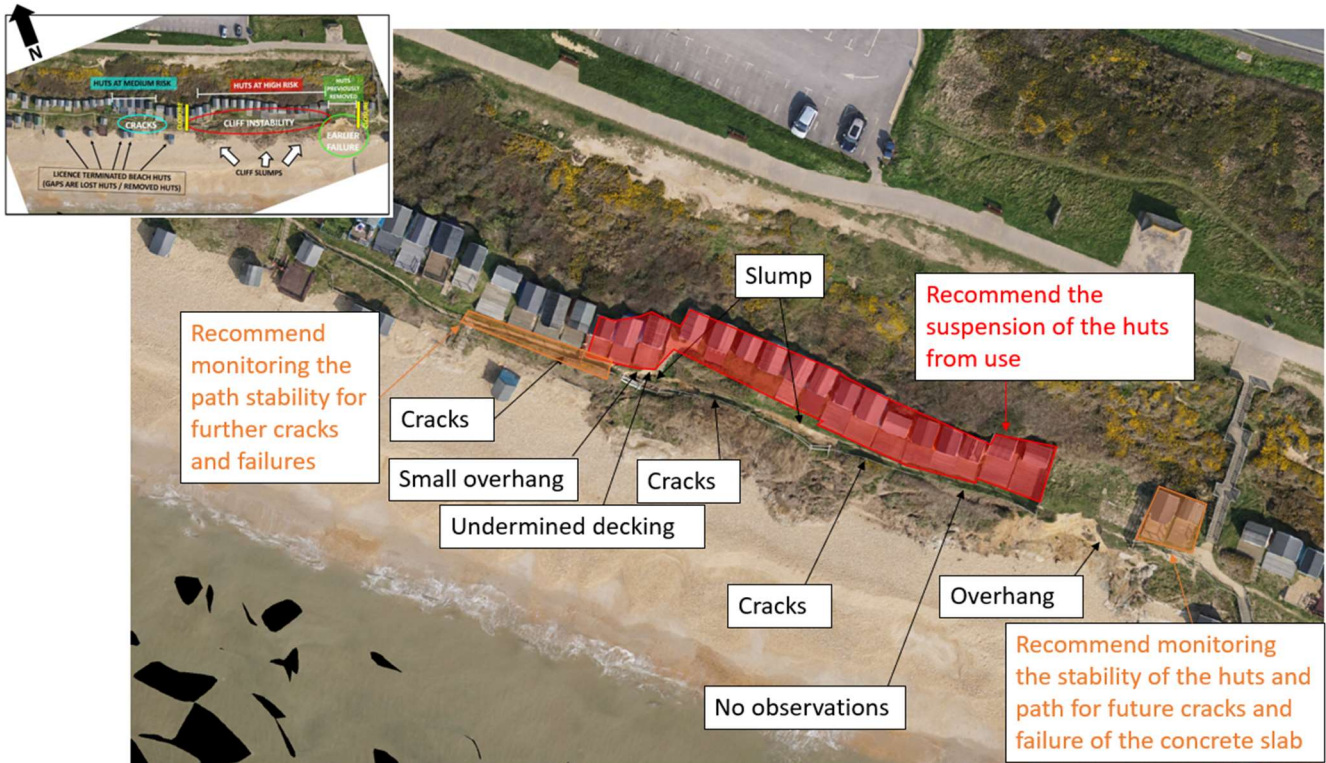 N
HUTS AT MEDIUM RISK
HUTS AT HIGH RISK
HUTS
PREVIOUSLY
REMOVED
CRACKS
CLIFF INSTABILITY
EARLIER
FAILURE
LICENCE TERMINATED BEACH HUTS
(GAPS ARE LOST HUTS / REMOVED HUTS)
CLIFF SLUMPS
Slump
Recommend the
suspension of the huts
from use
Recommend
monitoring the
path stability for
further cracks
and failures
Cracks
Small overhang
Cracks
Undermined decking
Cracks
Overhang
No observations
Recommend monitoring
the stability of the huts and
path for future cracks and
failure of the concrete slab